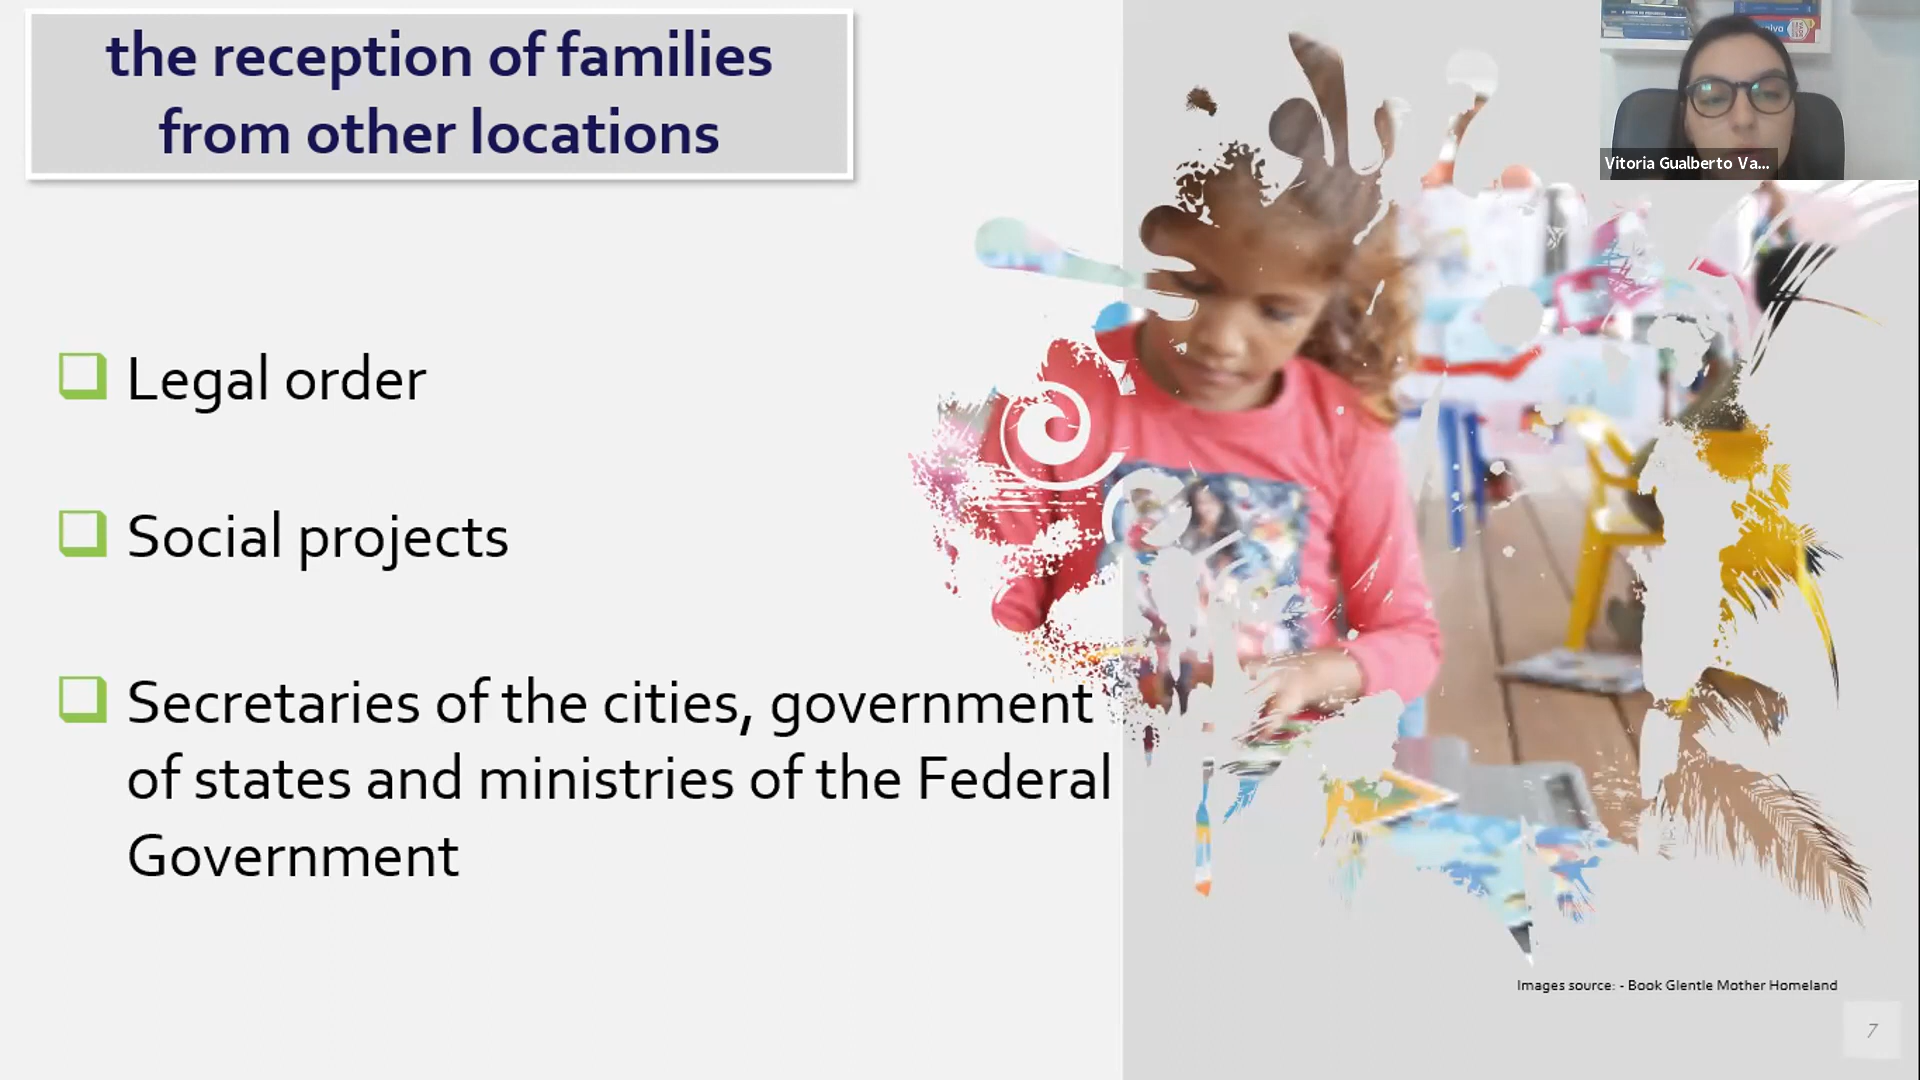 the reception of families
from other locations
Vitoria Gualberto Va...
Legal order
Social projects
Secretaries of the cities, government
of states and ministries of the Federal
Government
Images source: - Book Glentle Mother Homeland
7